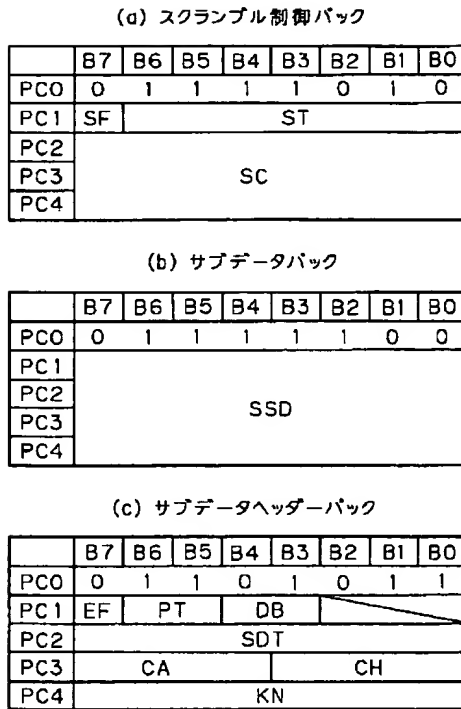 (a) スクランブル制御パック
B7 B6 B5 B4 B3 B2 B1 B0
PC0 0 1 1 1 1 0 1 0
PC1 SF ST
PC2
PC3 SC
PC4
(b) サブデータパック
B7 B6 B5 B4 B3 B2 B1 B0
PC0 0 1 1 1 1 1 0 0
PC1
PC2
SSD
PC3
PC4
(c) サブデータヘッダーパック
B7 B6 B5 B4 B3 B2 B1 B0
PC0 0 1 1 0 1 0 1 1
PC1 EF PT DB
PC2 SDT
PC3 CA CH
PC4 KN